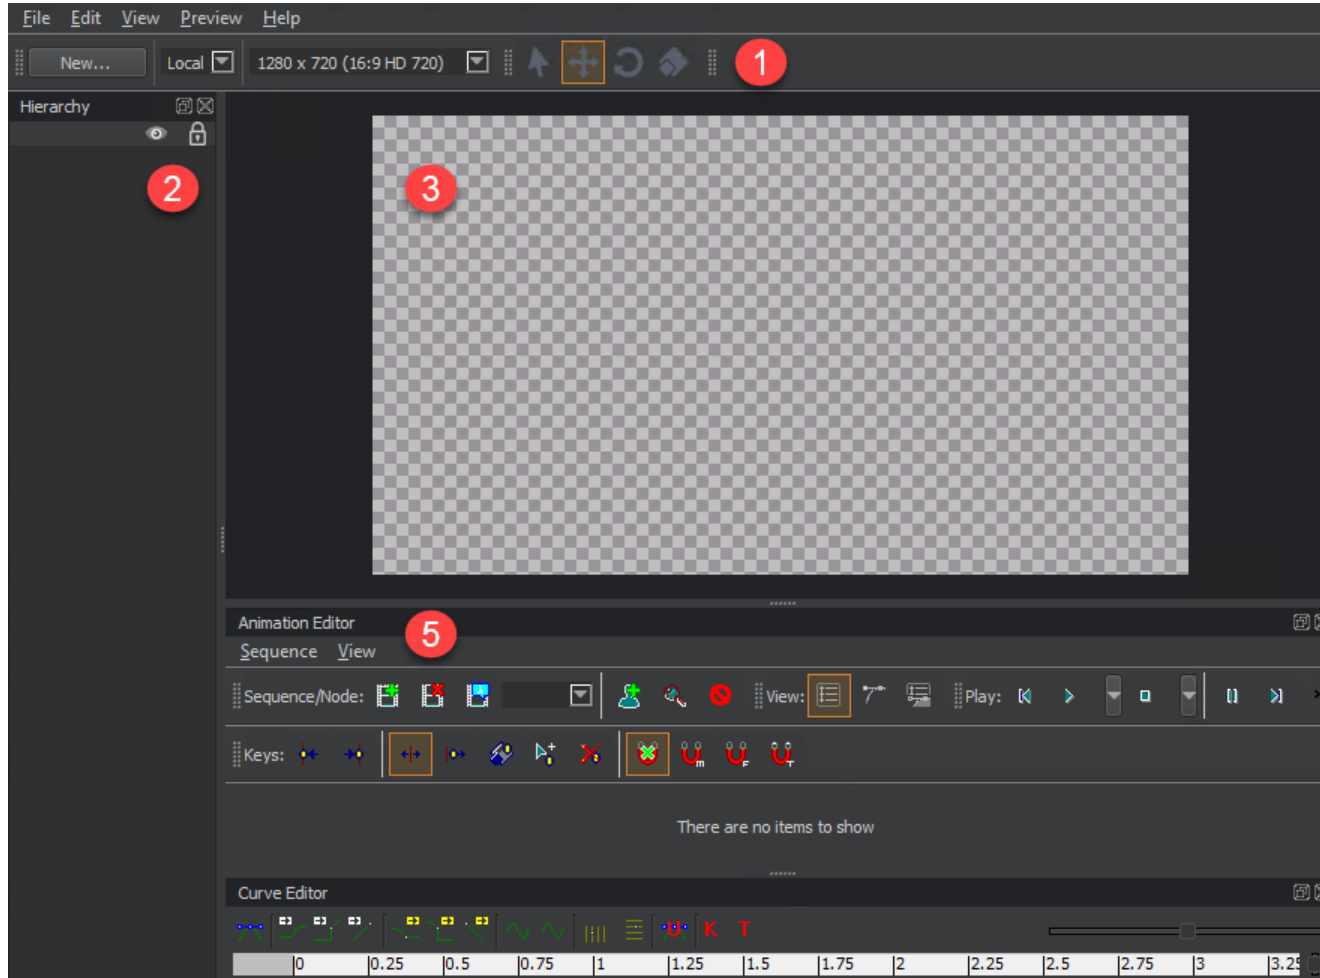 File Edit View Preview Help
New... Local 1280 x 720 (16:9 HD 720) 1
Hierarchy
2
3
Animation Editor
5
Sequence View
Sequence/Node: View: Play:
Keys: m F T
There are no items to show
Curve Editor
U K T
0 0.25 0.5 0.75 1 1.25 1.5 1.75 2 2.25 2.5 2.75 3 3.25